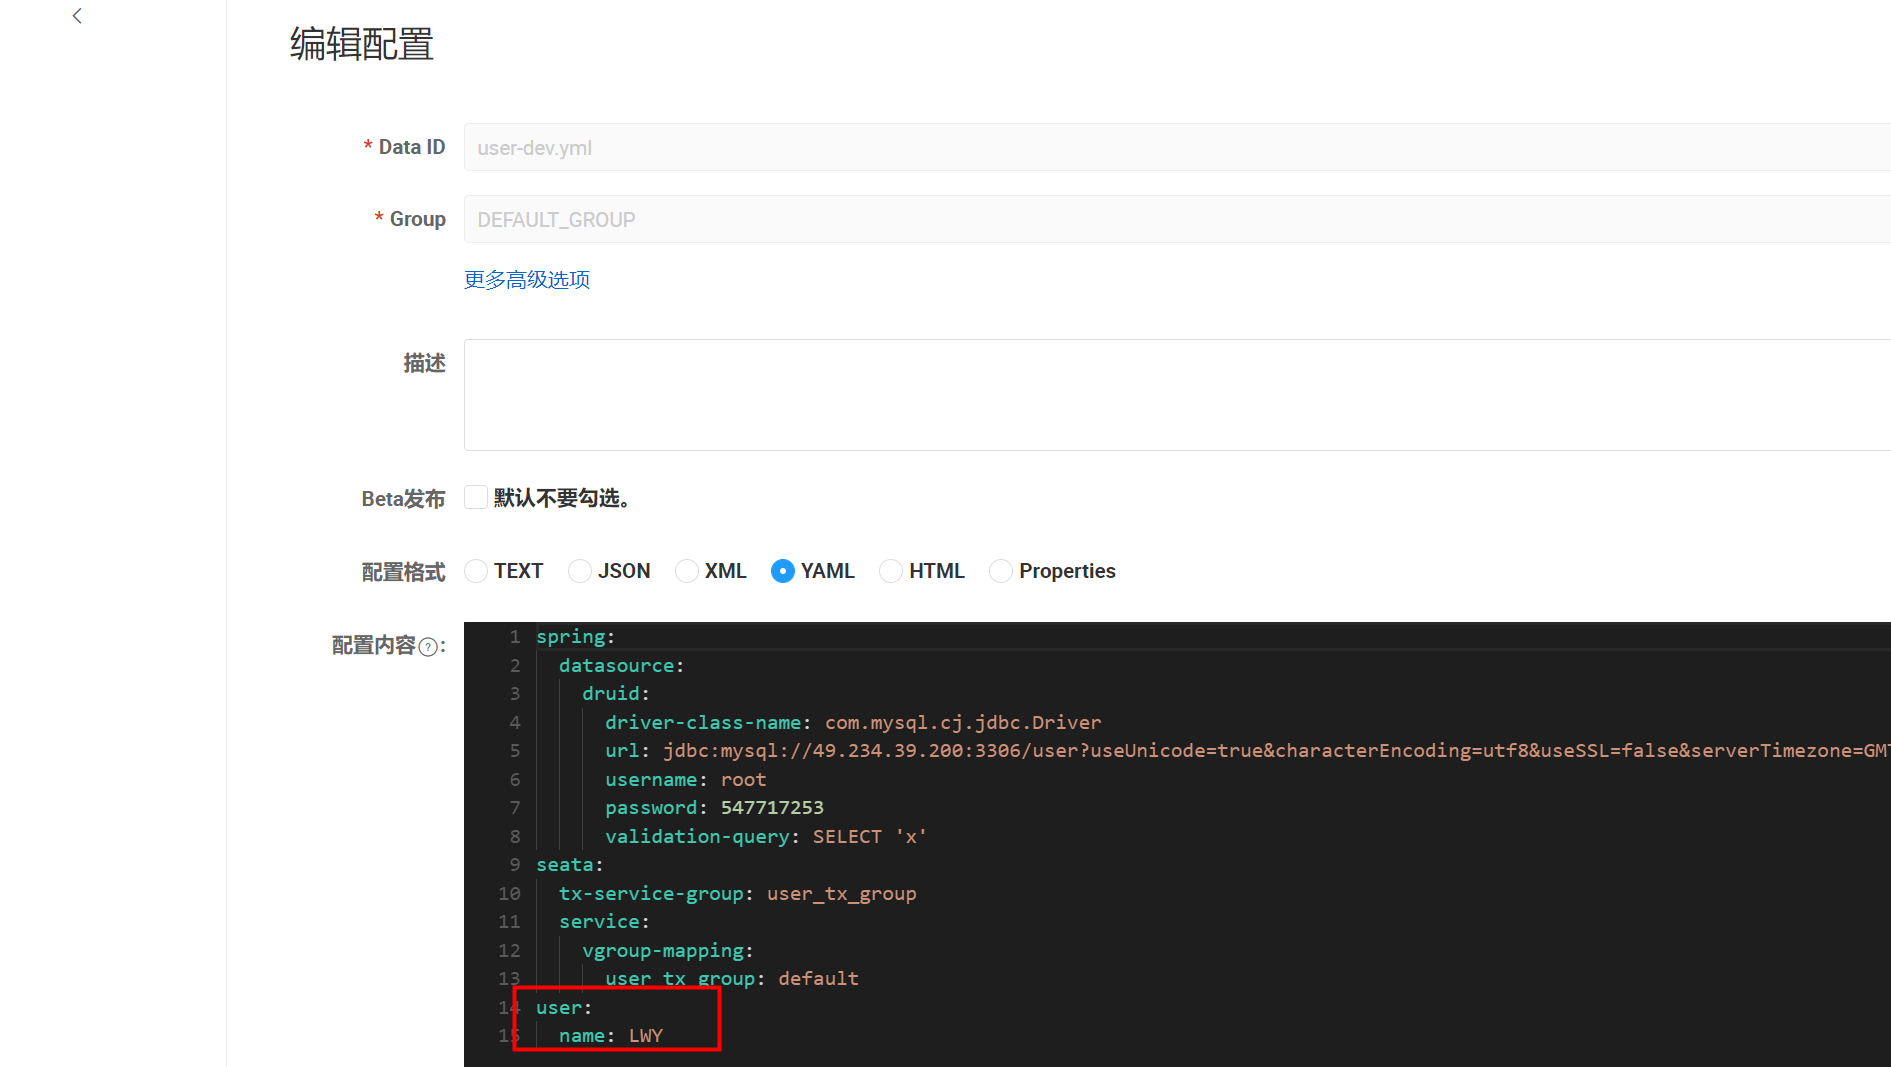 编辑配置
* Data ID user-dev.yml
* Group DEFAULT_GROUP
更多高级选项
描述
Beta发布 默认不要勾选。
配置格式 TEXT JSON XML YAML HTML Properties
配置内容?:
1 spring:
2 datasource:
3 druid:
4 driver-class-name: com.mysql.cj.jdbc.Driver
5 url: jdbc:mysql://49.234.39.200:3306/user?useUnicode=true&characterEncoding=utf8&useSSL=false&serverTimezone=GMT
6 username: root
7 password: 547717253
8 validation-query: SELECT 'x'
9 seata:
10 tx-service-group: user_tx_group
11 service:
12 vgroup-mapping:
13 user_tx_group: default
14 user:
15 name: LWY